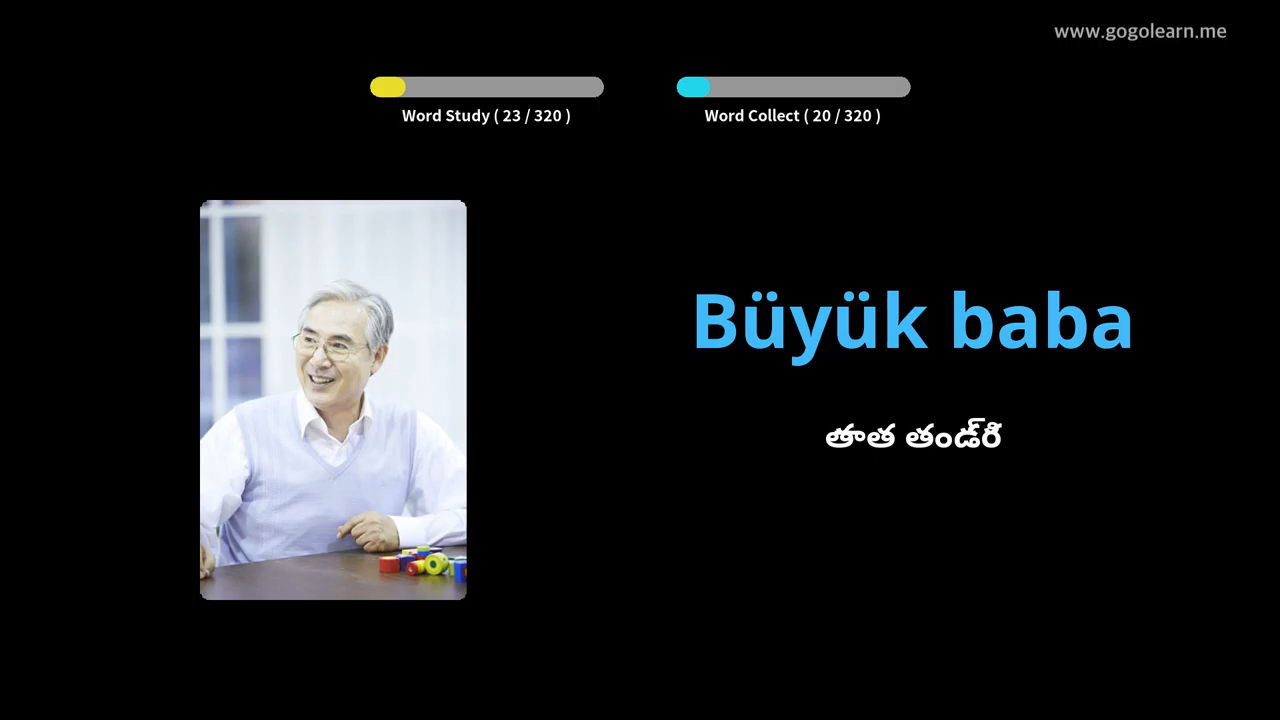 www.gogolearn.me
Word Study ( 23 / 320 )
Word Collect ( 20 / 320 )
Büyük baba
తాత తండ్రి